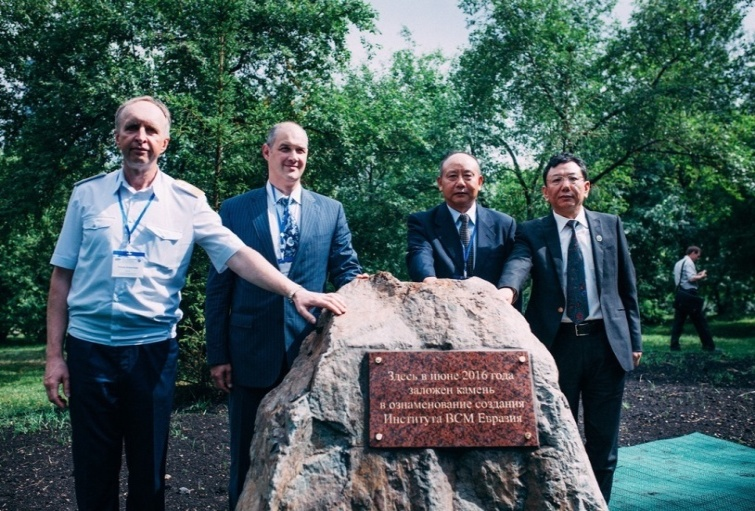 Здесь в июне 2016 года
заложен камень
в ознаменование создания
Института ВСМ Евразия